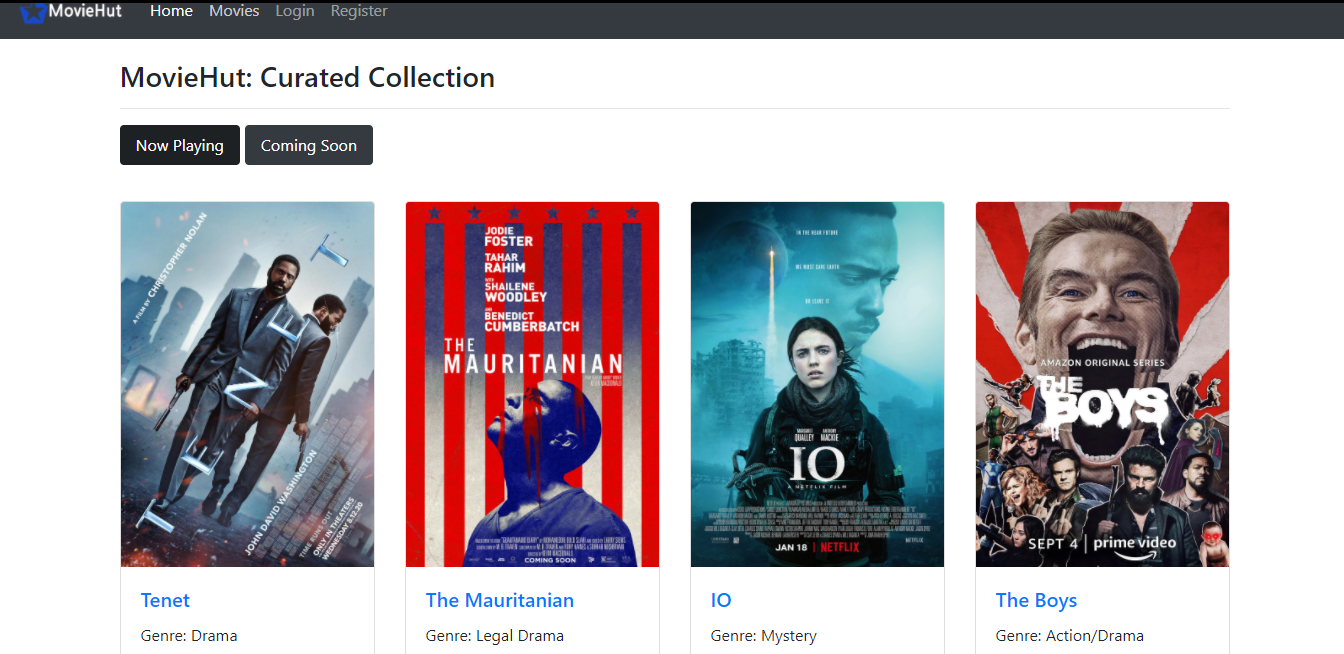 MovieHut Home Movies Login Register
MovieHut: Curated Collection
Now Playing Coming Soon
A FILM BY CHRISTOPHER NOLAN
TENET
JOHN DAVID WASHINGTON
TIME RUNS OUT
ONLY IN THEATERS
WEDNESDAY 8.12.20
JODIE
FOSTER
TAHAR
RAHIM
SHAILENE
WOODLEY
BENEDICT
CUMBERBATCH
THE
MAURITANIAN
COMING SOON
IN THE NEAR FUTURE
WE MUST SAVE EARTH
OR LEAVE IT
MARGARET
QUALLEY
ANTHONY
MACKIE
IO
A NETFLIX FILM
JAN 18 | NETFLIX
NETFLIX
AMAZON ORIGINAL SERIES
THE
BOYS
SEPT 4 | prime video
Tenet
Genre: Drama
The Mauritanian
Genre: Legal Drama
IO
Genre: Mystery
The Boys
Genre: Action/Drama